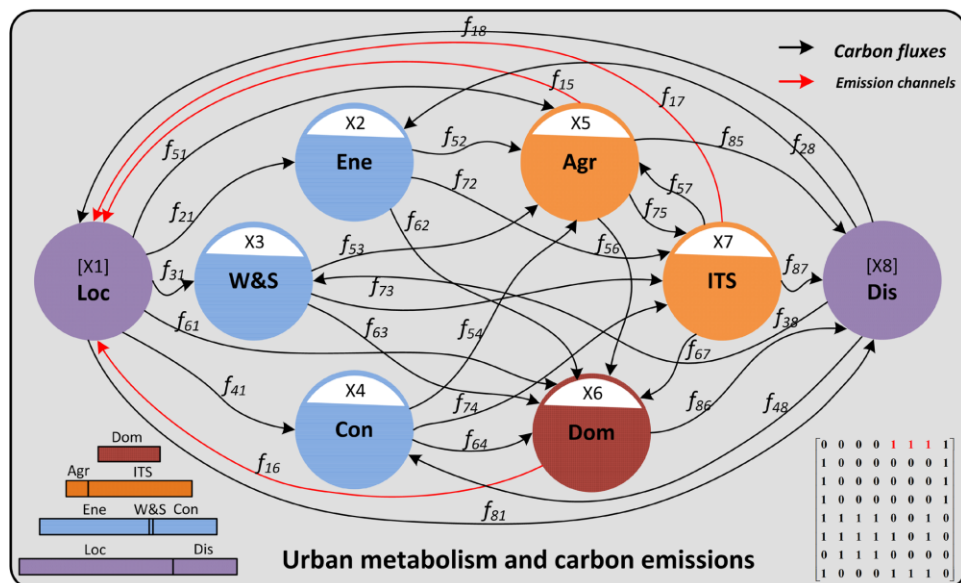 f18
Carbon fluxes
Emission channels
f15
f17
X2
Ene
X5
Agr
f51
f52
f85
f28
f21
f72
f57
f75
f62
[X1]
Loc
X3
W&S
f31
f53
f56
X7
ITS
f87
[X8]
Dis
f73
f61
f63
f54
f38
f67
f41
X4
Con
f74
f64
X6
Dom
f86
f48
f16
f81
Dom
Agr ITS
Ene W&S Con
Loc Dis
Urban metabolism and carbon emissions
0 0 0 0 1 1 1 1
1 0 0 0 0 0 0 1
1 0 0 0 0 0 0 1
1 0 0 0 0 0 0 1
1 1 1 1 0 0 1 0
1 1 1 1 1 0 1 0
0 1 1 1 1 0 0 0
1 0 0 0 1 1 1 0